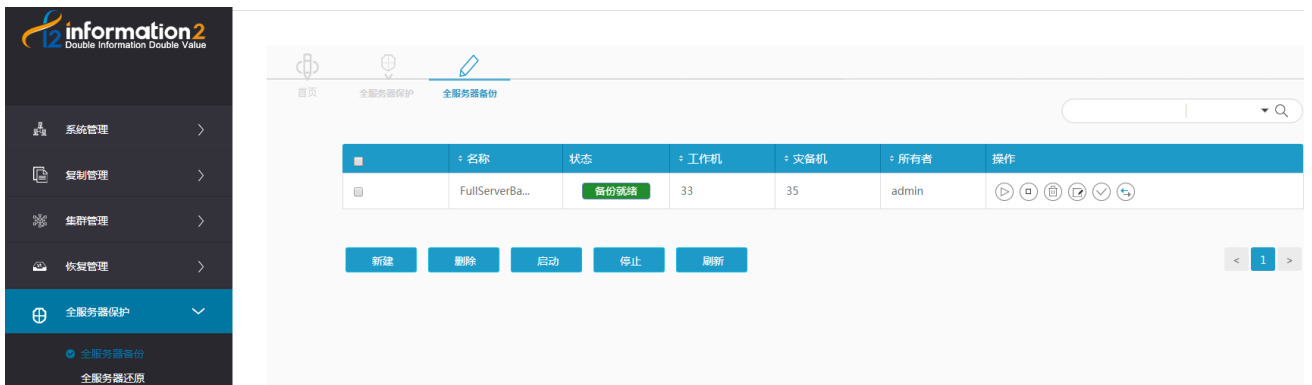 information2
Double Information Double Value
首页
全服务器保护
全服务器备份
系统管理
复制管理
集群管理
恢复管理
全服务器保护
全服务器备份
全服务器还原
名称 状态 工作机 灾备机 所有者 操作
FullServerBa... 备份就绪 33 35 admin
新建 删除 启动 停止 刷新
< 1 >